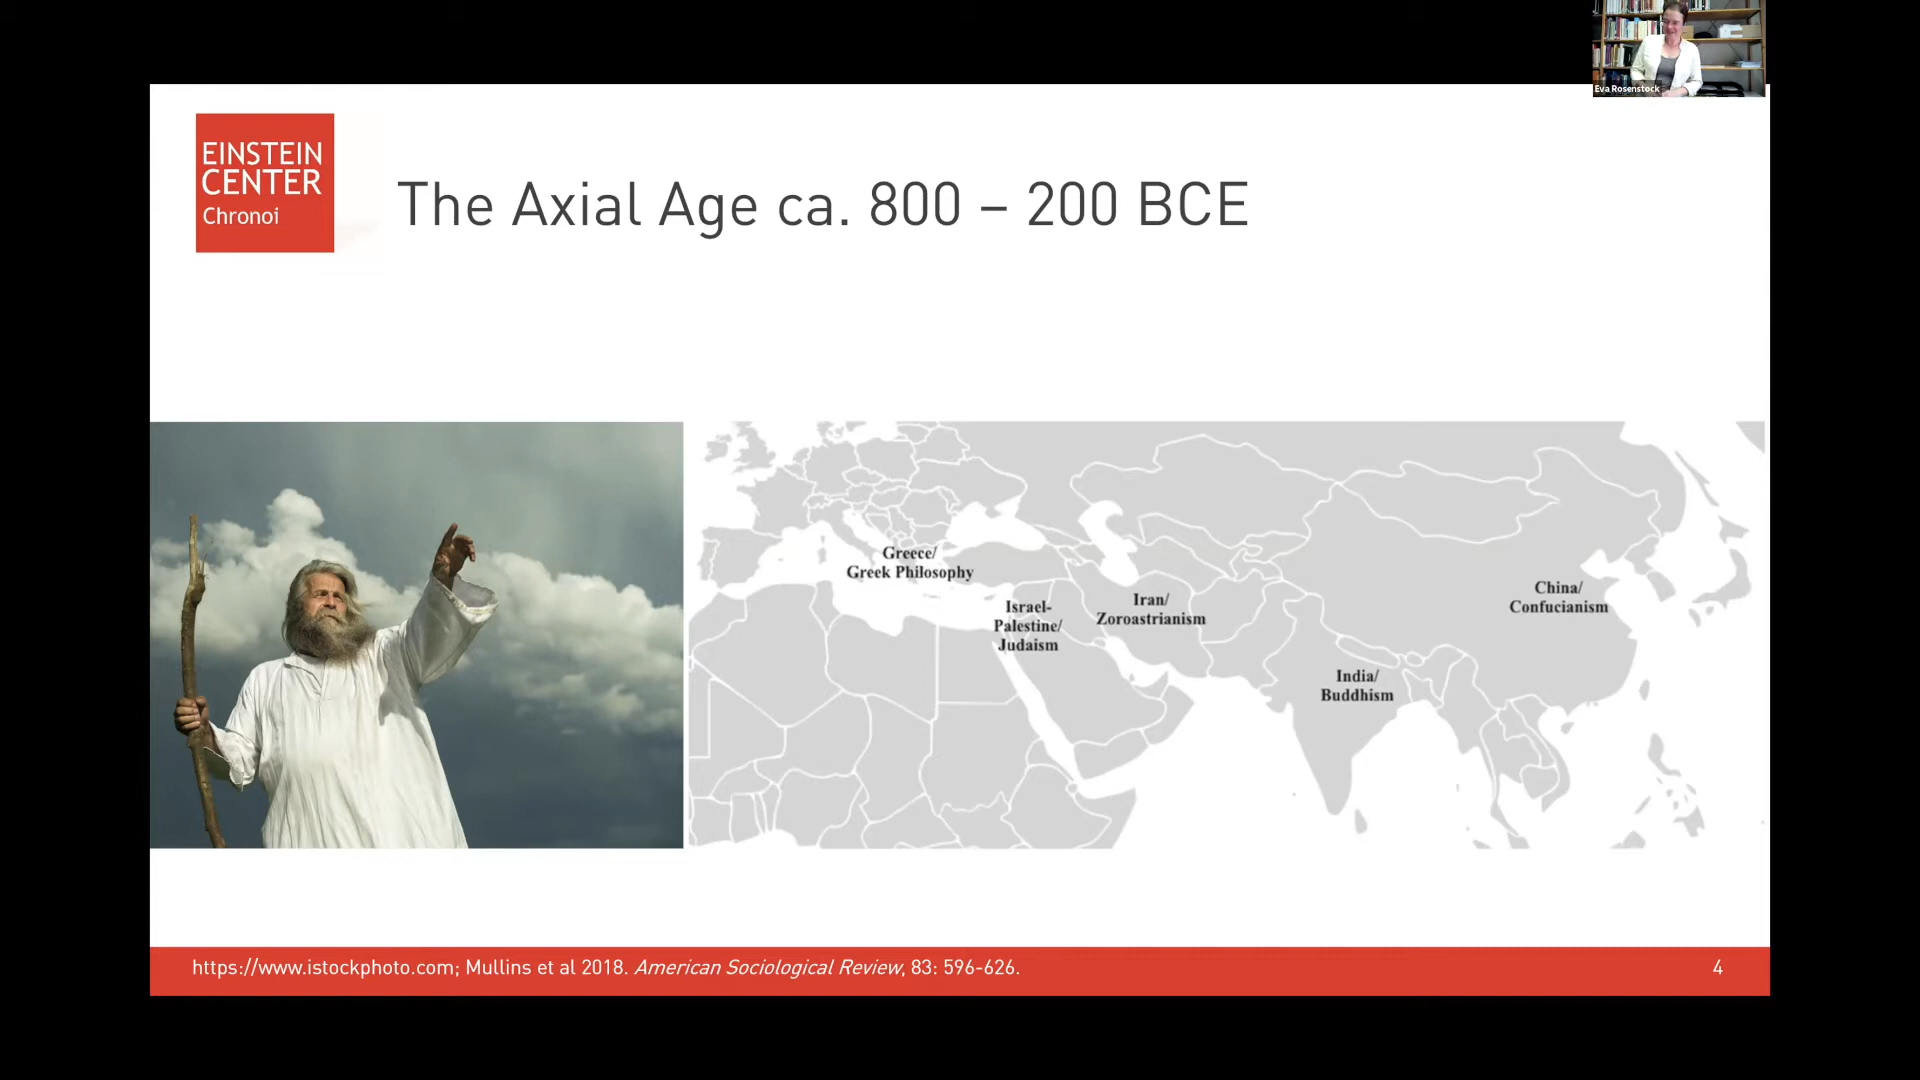 Eva Rosenstock
EINSTEIN
CENTER
Chronoi
The Axial Age ca. 800 – 200 BCE
Greece/
Greek Philosophy
Israel-
Palestine/
Judaism
Iran/
Zoroastrianism
India/
Buddhism
China/
Confucianism
https://www.istockphoto.com; Mullins et al 2018. American Sociological Review, 83: 596-626.
4